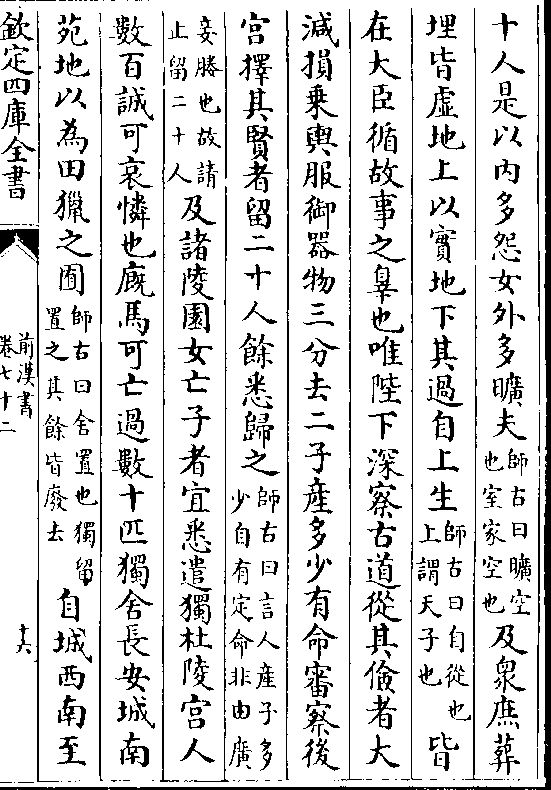 十人是以内多怨女外多曠夫師古曰曠空也室家空也及衆庶葬
埋皆虛地上以實地下其過自上生師古曰自從也上謂天子也皆
在大臣循故事之辠也唯陛下深察古道從其儉者大
減損乗輿服御器物三分去二子產多少有命審察後
宫擇其賢者留二十人餘悉歸之師古曰言人產子多少自有定命非由廣
妾媵也故請止留二十人及諸陵園女亡子者宜悉遣獨杜陵宫人
數百誠可哀憐也廐馬可亡過數十匹獨舍長安城南
苑地以為田獵之囿師古曰舍置也獨留置之其餘皆廢去自城西南至
欽定四庫全書
前漢書
卷七十二
十六